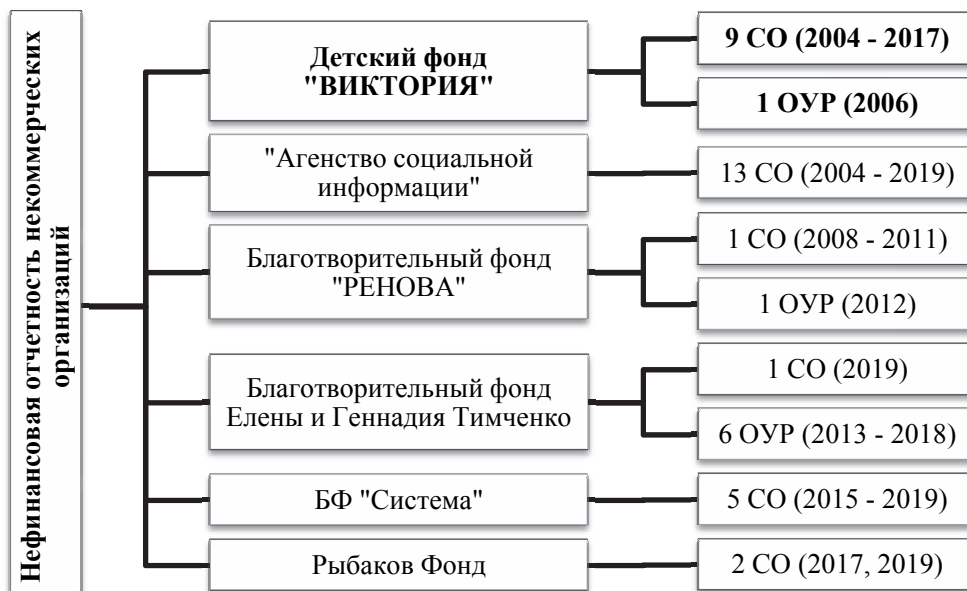 Нефинансовая отчетность некоммерческих
организаций
Детский фонд
"ВИКТОРИЯ"
9 СО (2004 - 2017)
1 ОУР (2006)
"Агенство социальной
информации"
13 СО (2004 - 2019)
Благотворительный фонд
"РЕНОВА"
1 СО (2008 - 2011)
1 ОУР (2012)
Благотворительный фонд
Елены и Геннадия Тимченко
1 СО (2019)
6 ОУР (2013 - 2018)
БФ "Система"
5 СО (2015 - 2019)
Рыбаков Фонд
2 СО (2017, 2019)